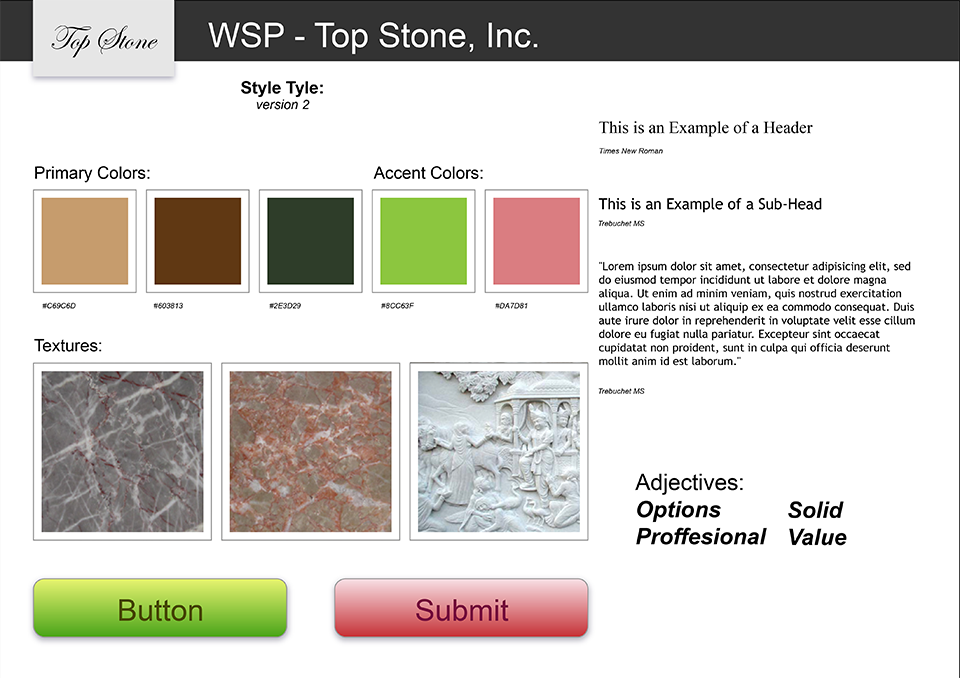 Top Stone
WSP - Top Stone, Inc.
Style Tyle:
version 2
Primary Colors:
Accent Colors:
#C69C6D
#603813
#2E3D29
#8CC63F
#DA7D81
Textures:
Button
Submit
This is an Example of a Header
Times New Roman
This is an Example of a Sub-Head
Trebuchet MS
"Lorem ipsum dolor sit amet, consectetur adipisicing elit, sed
do eiusmod tempor incididunt ut labore et dolore magna
aliqua. Ut enim ad minim veniam, quis nostrud exercitation
ullamco laboris nisi ut aliquip ex ea commodo consequat. Duis
aute irure dolor in reprehenderit in voluptate velit esse cillum
dolore eu fugiat nulla pariatur. Excepteur sint occaecat
cupidatat non proident, sunt in culpa qui officia deserunt
mollit anim id est laborum."
Trebuchet MS
Adjectives:
Options Solid
Proffesional Value